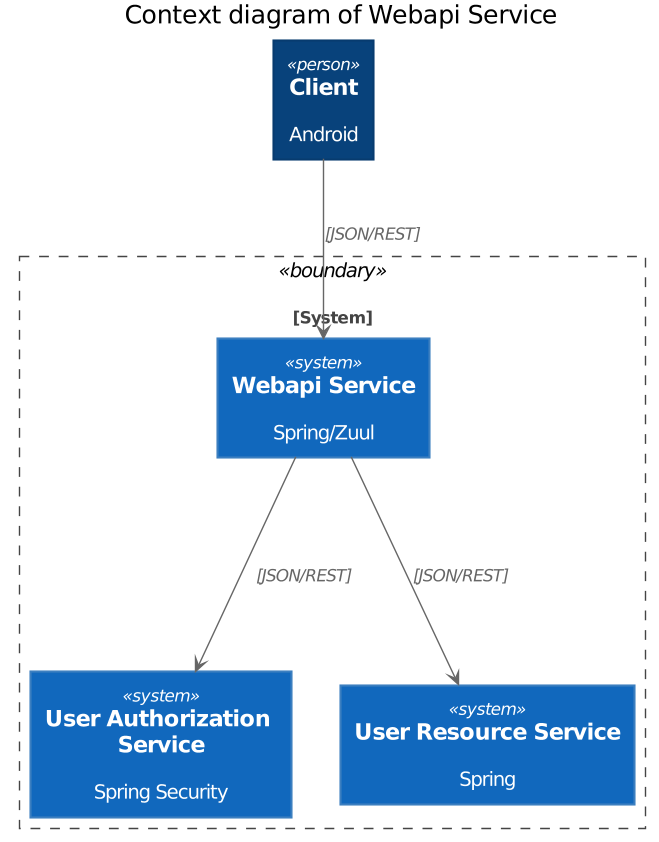 Context diagram of Webapi Service
«person»
Client
Android
[JSON/REST]
«boundary»
[System]
«system»
Webapi Service
Spring/Zuul
[JSON/REST]
[JSON/REST]
«system»
User Authorization
Service
Spring Security
«system»
User Resource Service
Spring